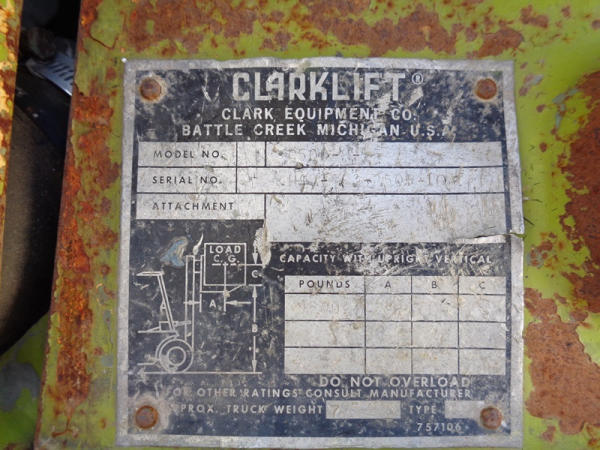 CLARKLIFT®
CLARK EQUIPMENT CO.
BATTLE CREEK MICHIGAN U.S.A.
MODEL NO.
SERIAL NO.
ATTACHMENT
LOAD
C.G.
C
A
B
CAPACITY WITH UPRIGHT VERTICAL
POUNDS A B C
DO NOT OVERLOAD
FOR OTHER RATINGS CONSULT MANUFACTURER
APPROX. TRUCK WEIGHT TYPE
757106